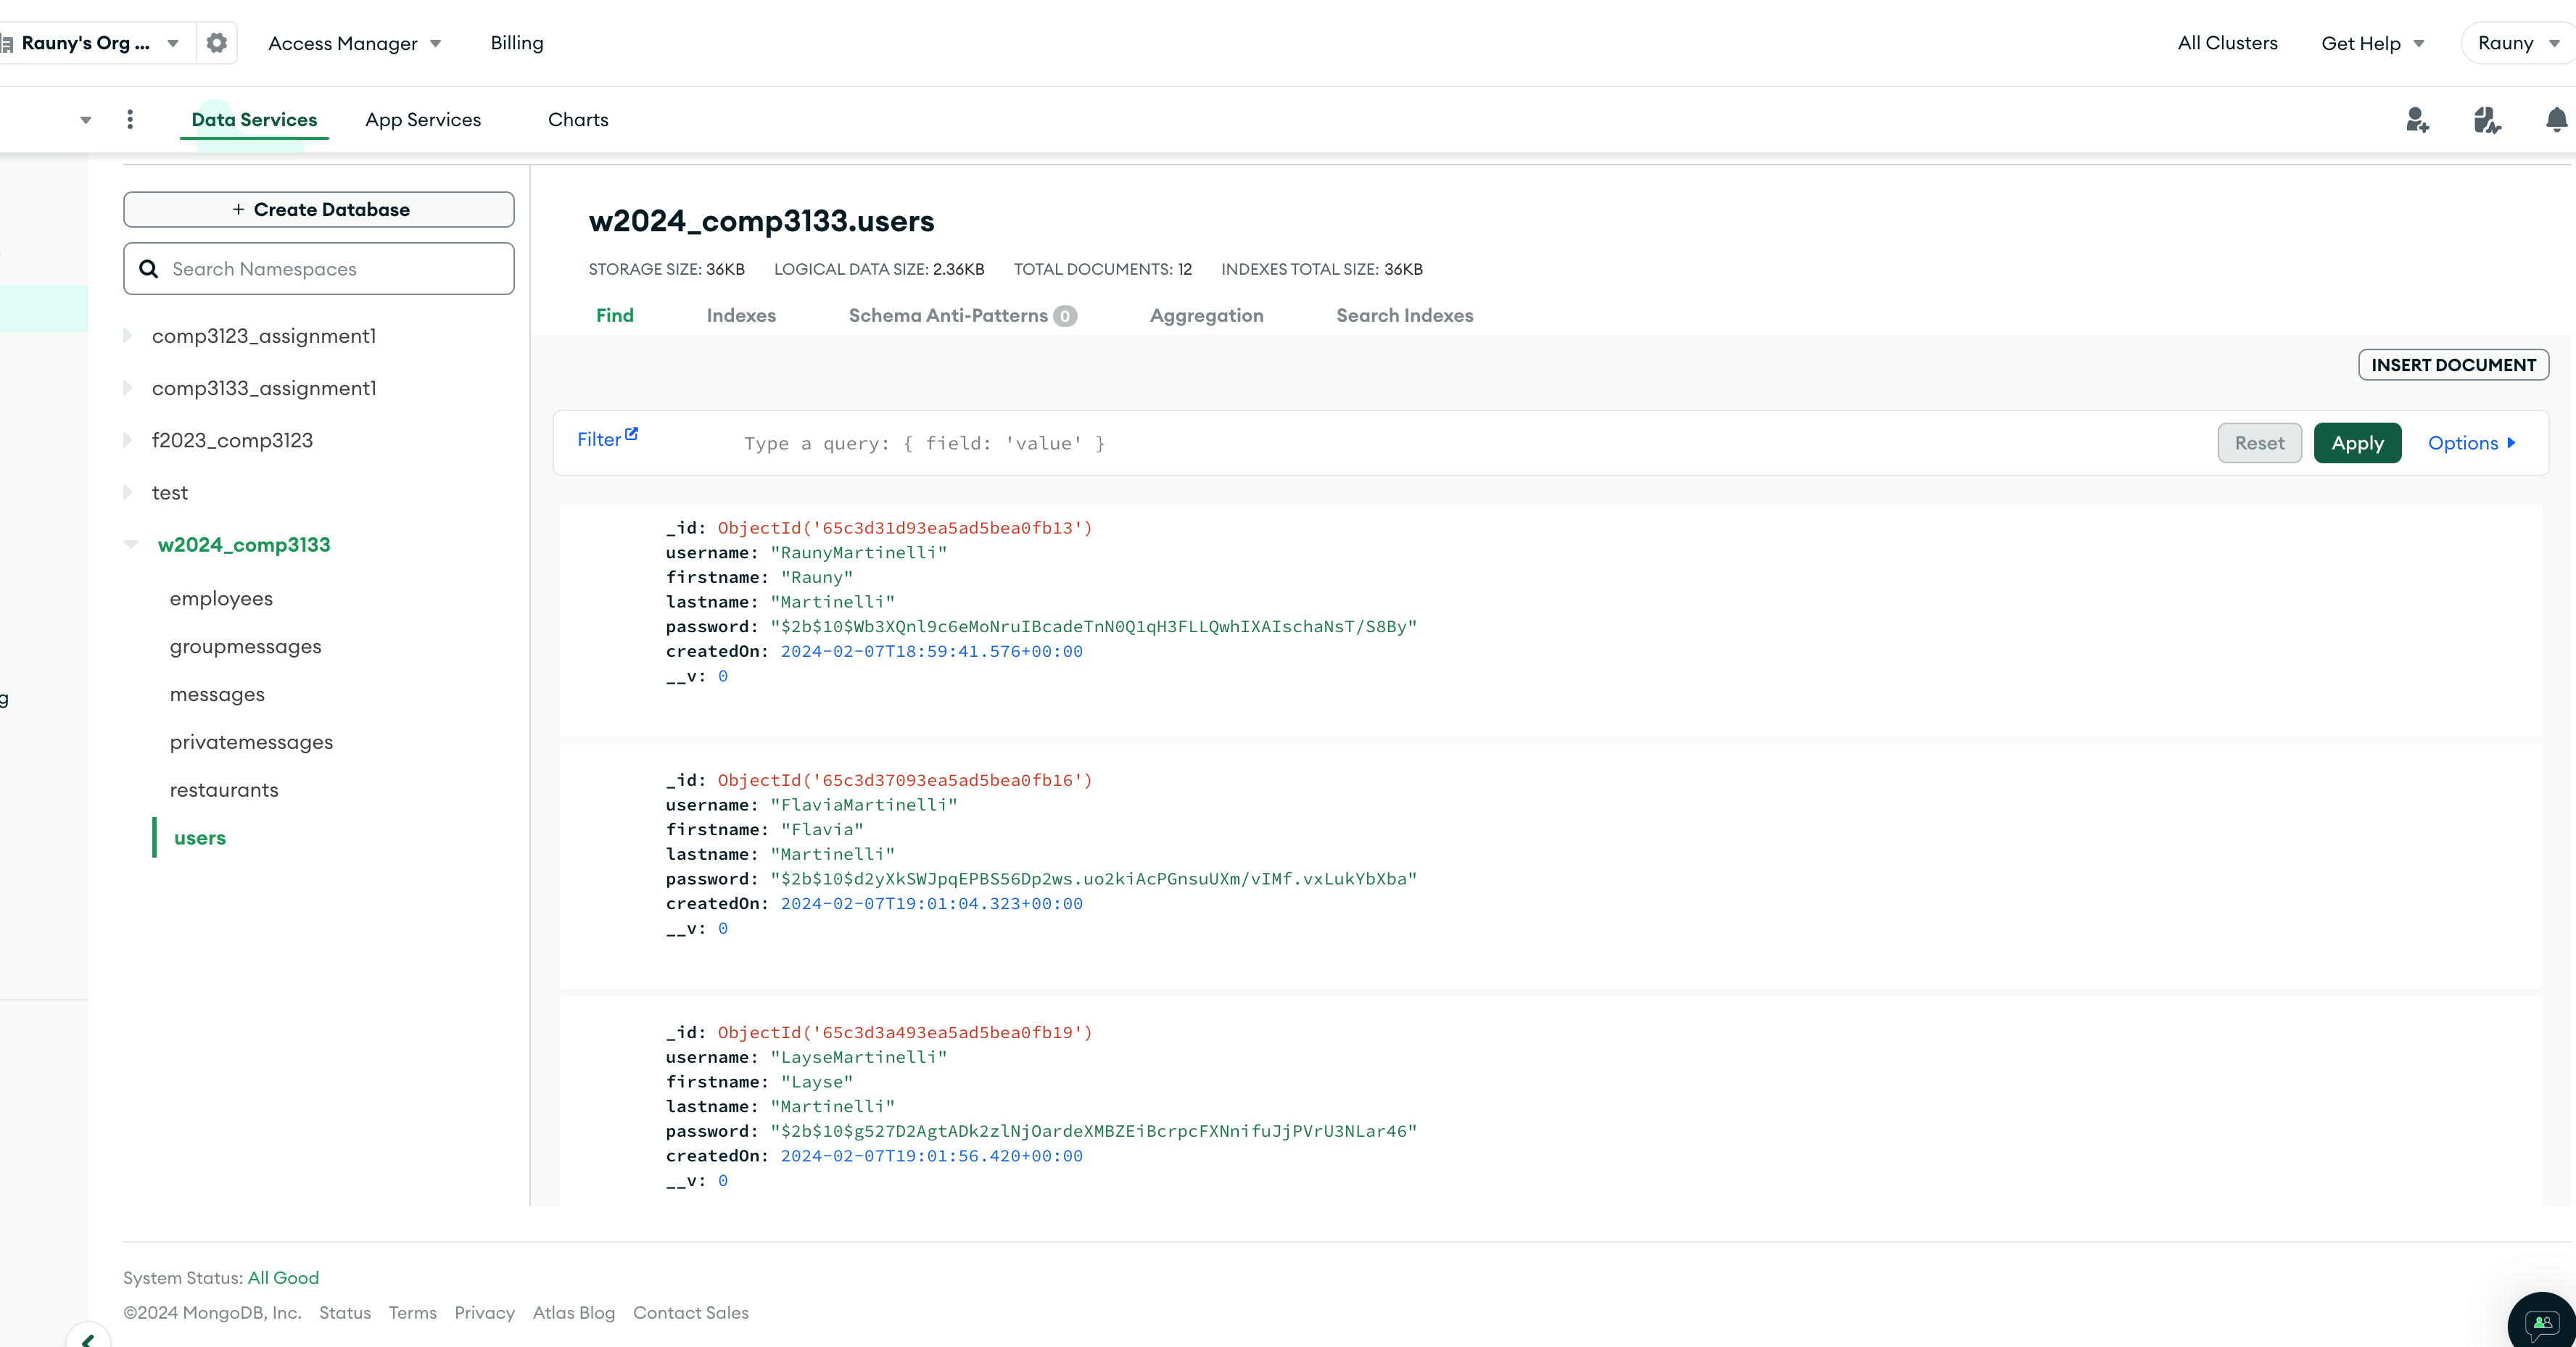 Rauny's Org ...
Access Manager
Billing
All Clusters
Get Help
Rauny
Data Services
App Services
Charts
+ Create Database
Search Namespaces
comp3123_assignment1
comp3133_assignment1
f2023_comp3123
test
w2024_comp3133
employees
groupmessages
messages
privatemessages
restaurants
users
g
w2024_comp3133.users
STORAGE SIZE: 36KB LOGICAL DATA SIZE: 2.36KB TOTAL DOCUMENTS: 12 INDEXES TOTAL SIZE: 36KB
Find Indexes Schema Anti-Patterns 0 Aggregation Search Indexes
INSERT DOCUMENT
Filter Type a query: { field: 'value' } Reset Apply Options
_id: ObjectId('65c3d31d93ea5ad5bea0fb13')
username: "RaunyMartinelli"
firstname: "Rauny"
lastname: "Martinelli"
password: "$2b$10$Wb3XQnl9c6eMoNruIBcadeTnN0Q1qH3FLLQwhIXAIschaNsT/S8By"
createdOn: 2024-02-07T18:59:41.576+00:00
__v: 0
_id: ObjectId('65c3d37093ea5ad5bea0fb16')
username: "FlaviaMartinelli"
firstname: "Flavia"
lastname: "Martinelli"
password: "$2b$10$d2yXkSWJpqEPBS56Dp2ws.uo2kiAcPGnsuUXm/vIMf.vxLukYbXba"
createdOn: 2024-02-07T19:01:04.323+00:00
__v: 0
_id: ObjectId('65c3d3a493ea5ad5bea0fb19')
username: "LayseMartinelli"
firstname: "Layse"
lastname: "Martinelli"
password: "$2b$10$g527D2AgtADk2zlNjOardeXMBZEiBcrpcFXNnifuJjPVrU3NLar46"
createdOn: 2024-02-07T19:01:56.420+00:00
__v: 0
System Status: All Good
©2024 MongoDB, Inc. Status Terms Privacy Atlas Blog Contact Sales